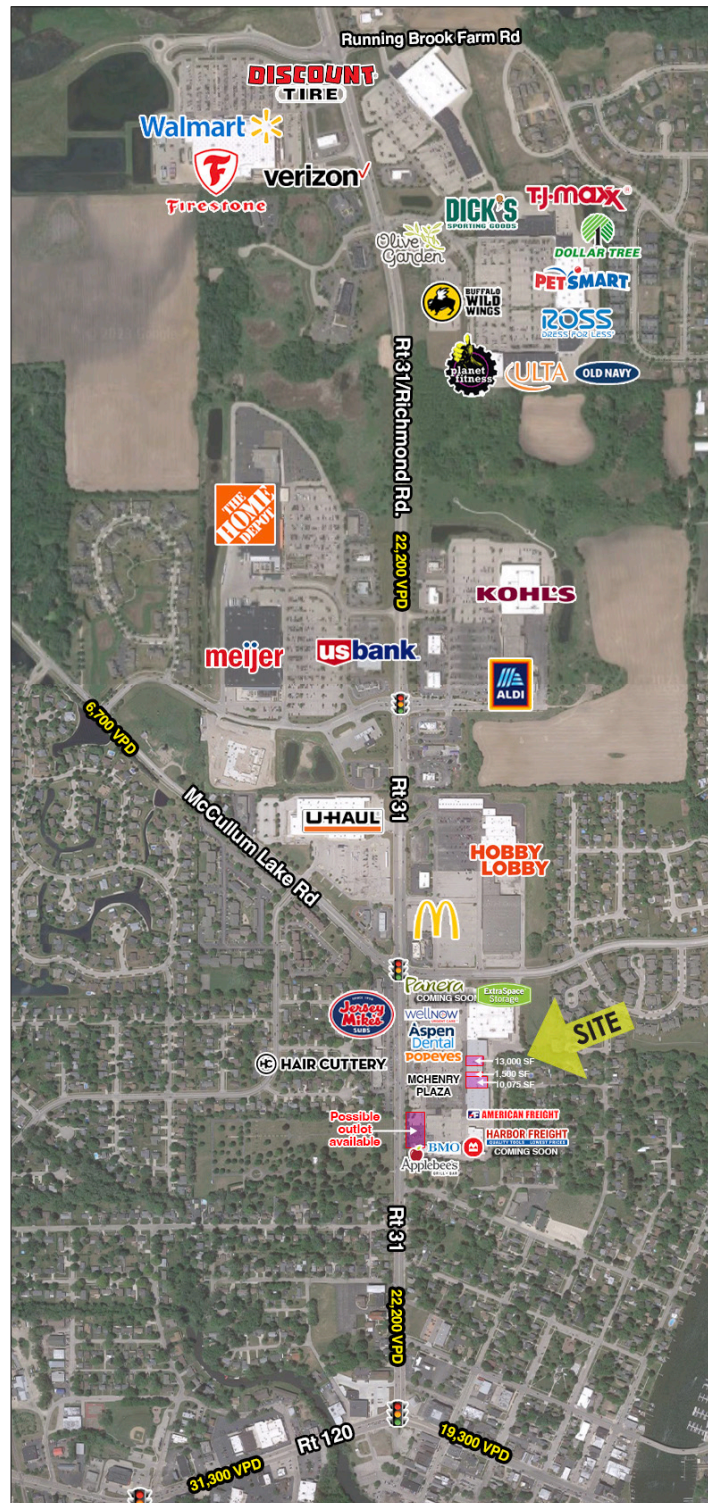 Running Brook Farm Rd
DISCOUNT
TIRE
Walmart
F
Firestone
verizon
DICK'S
SPORTING GOODS
T.J.maxx
Olive
Garden
DOLLAR TREE
BUFFALO
WILD
WINGS
PETSMART
ROSS
DRESS FOR LESS
planet
fitness
ULTA
OLD NAVY
Rt 31/Richmond Rd.
22,200 VPD
THE
HOME
DEPOT
KOHL'S
meijer
usbank
ALDI
6,700 VPD
McCullum Lake Rd
Rt 31
U-HAUL
HOBBY
LOBBY
Panera
COMING SOON
ExtraSpace
Storage
Jersey
Mike's
SUBS
wellNow
Aspen
Dental
POPEYES
SITE
HC HAIR CUTTERY
MCHENRY
PLAZA
13,000 SF
1,500 SF
10,075 SF
Possible
outlot
available
AF AMERICAN FREIGHT
BMO
HARBOR FREIGHT
QUALITY TOOLS LOWEST PRICES
COMING SOON
Applebee's
GRILL + BAR
Rt 31
22,200 VPD
Rt 120
19,300 VPD
31,300 VPD